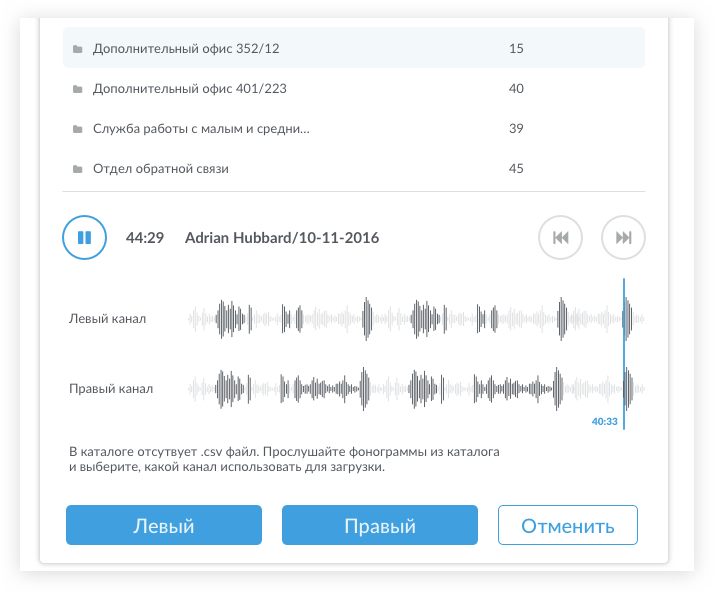 Дополнительный офис 352/12 15
Дополнительный офис 401/223 40
Служба работы с малым и средни... 39
Отдел обратной связи 45
44:29 Adrian Hubbard/10-11-2016
Левый канал
Правый канал
40:33
В каталоге отсутвует .csv файл. Прослушайте фонограммы из каталога
и выберите, какой канал использовать для загрузки.
Левый Правый Отменить